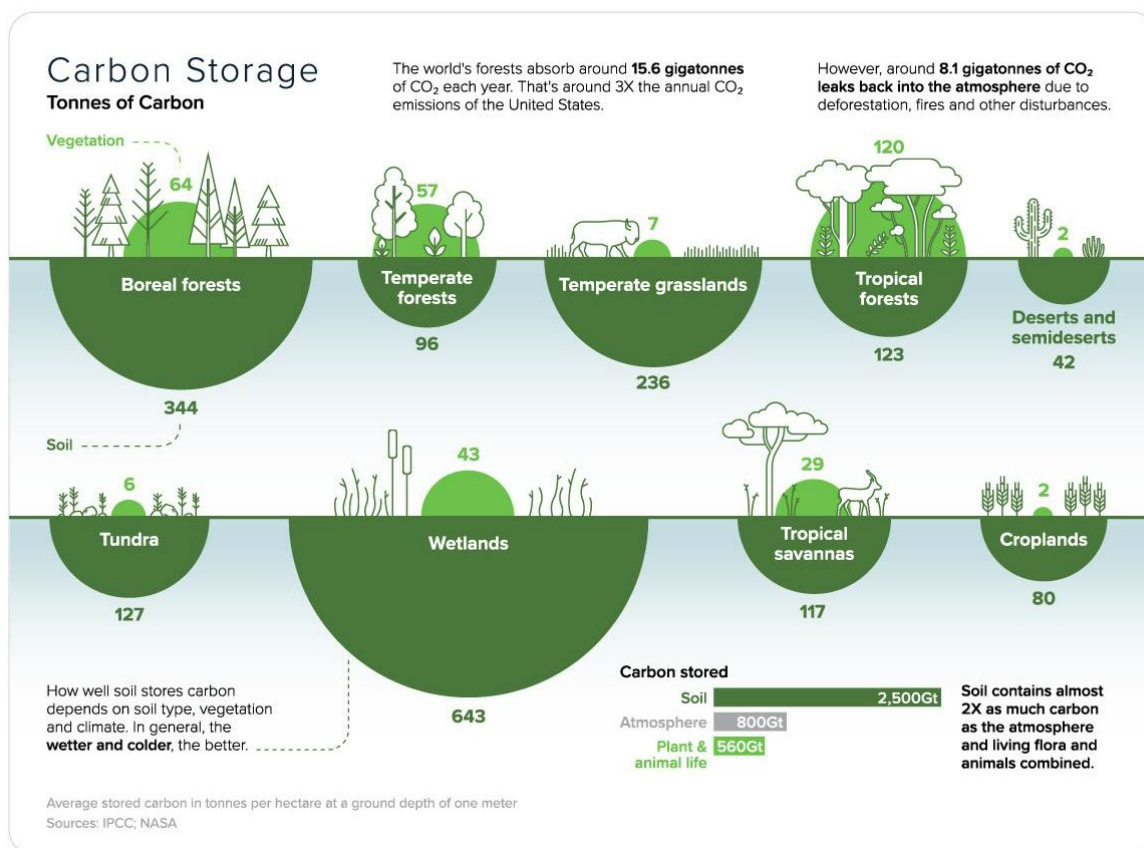 Carbon Storage
Tonnes of Carbon
The world's forests absorb around 15.6 gigatonnes
of CO₂ each year. That's around 3X the annual CO₂
emissions of the United States.
However, around 8.1 gigatonnes of CO₂
leaks back into the atmosphere due to
deforestation, fires and other disturbances.
Vegetation
64
Boreal forests
344
Soil
57
Temperate
forests
96
7
Temperate grasslands
236
120
Tropical
forests
123
2
Deserts and
semideserts
42
6
Tundra
127
43
Wetlands
643
29
Tropical
savannas
117
2
Croplands
80
How well soil stores carbon
depends on soil type, vegetation
and climate. In general, the
wetter and colder, the better.
Carbon stored
Soil 2,500Gt
Atmosphere 800Gt
Plant &
animal life 560Gt
Soil contains almost
2X as much carbon
as the atmosphere
and living flora and
animals combined.
Average stored carbon in tonnes per hectare at a ground depth of one meter
Sources: IPCC; NASA